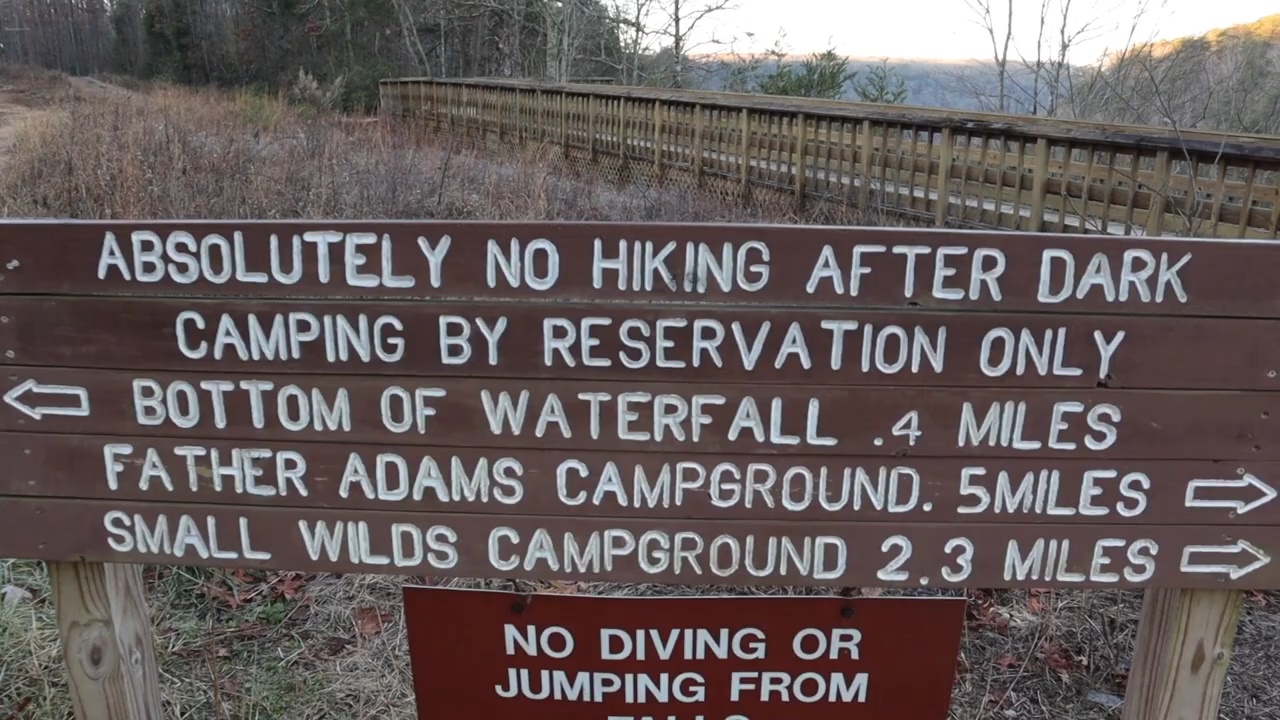 ABSOLUTELY NO HIKING AFTER DARK
CAMPING BY RESERVATION ONLY
BOTTOM OF WATERFALL .4 MILES
FATHER ADAMS CAMPGROUND .5MILES
SMALL WILDS CAMPGROUND 2.3 MILES
NO DIVING OR
JUMPING FROM
FALLS